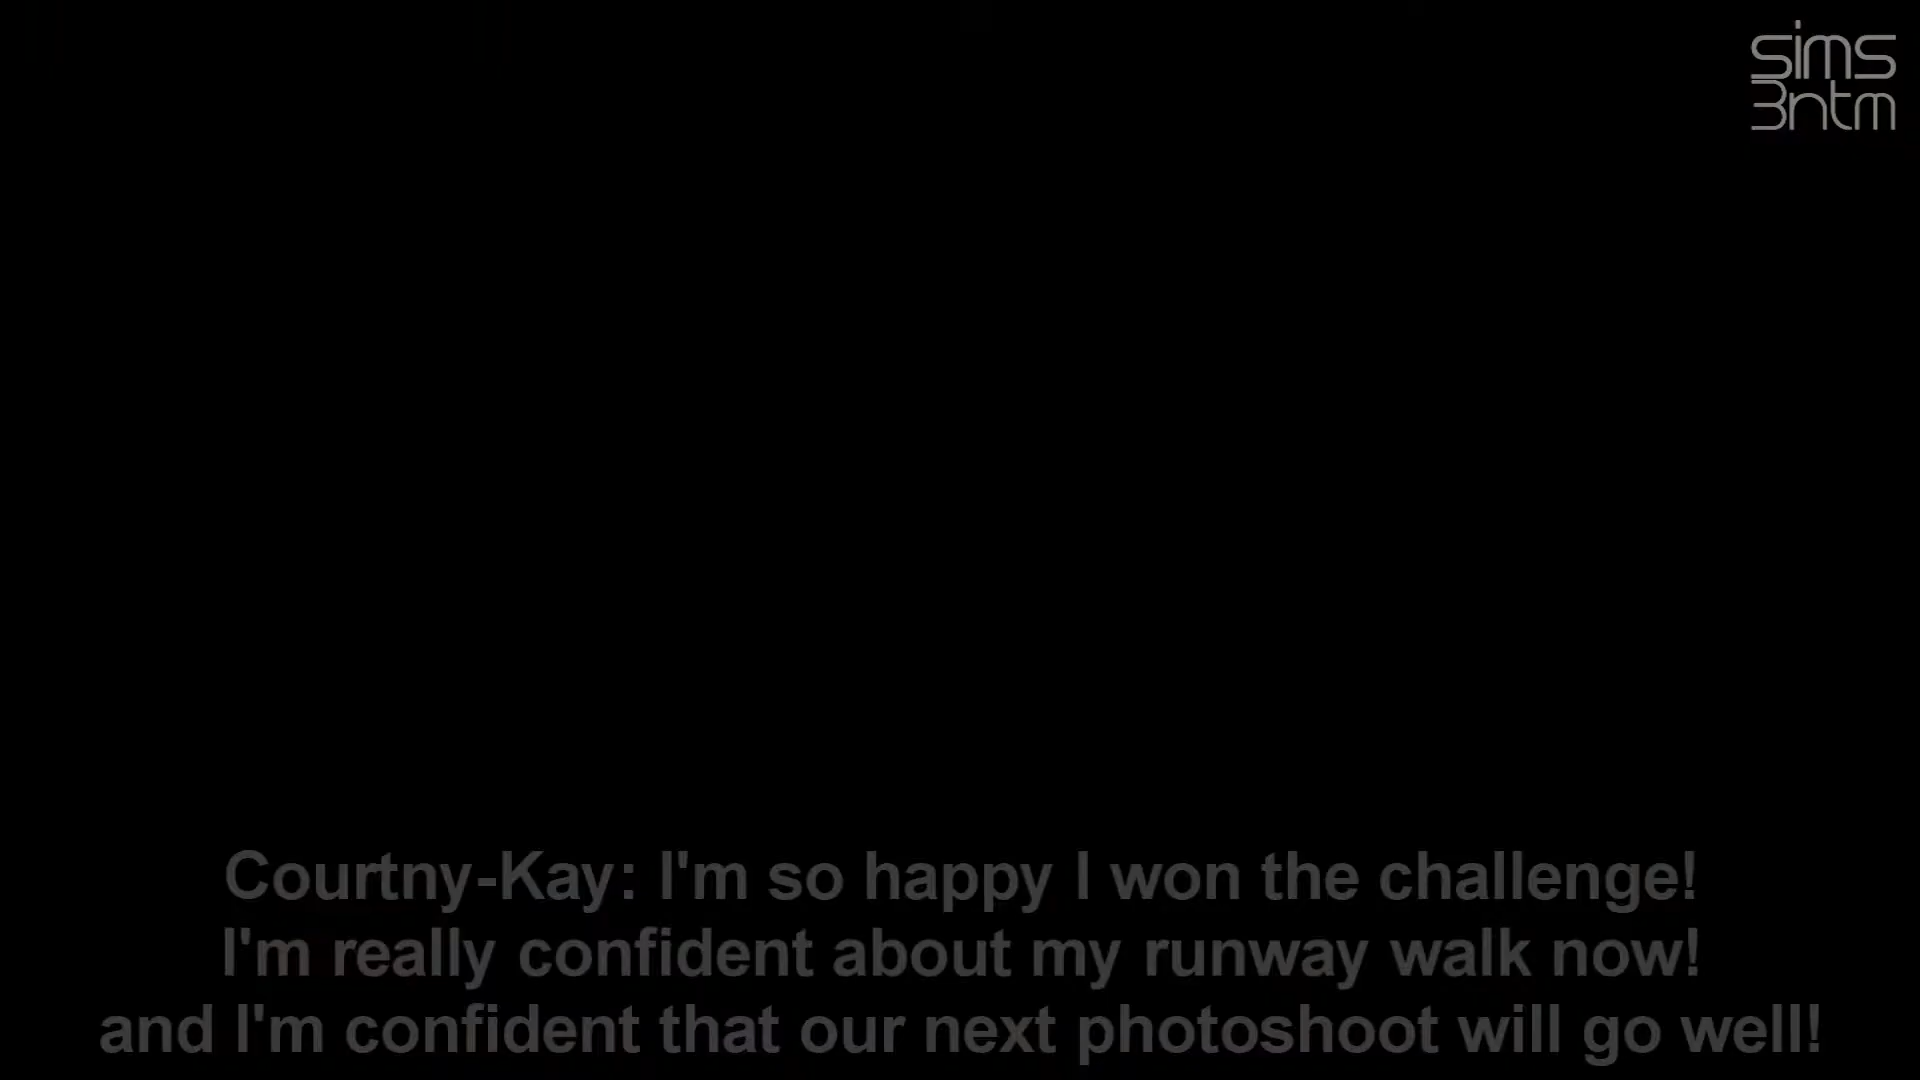 sims
3ntm
Courtny-Kay: I'm so happy I won the challenge!
I'm really confident about my runway walk now!
and I'm confident that our next photoshoot will go well!